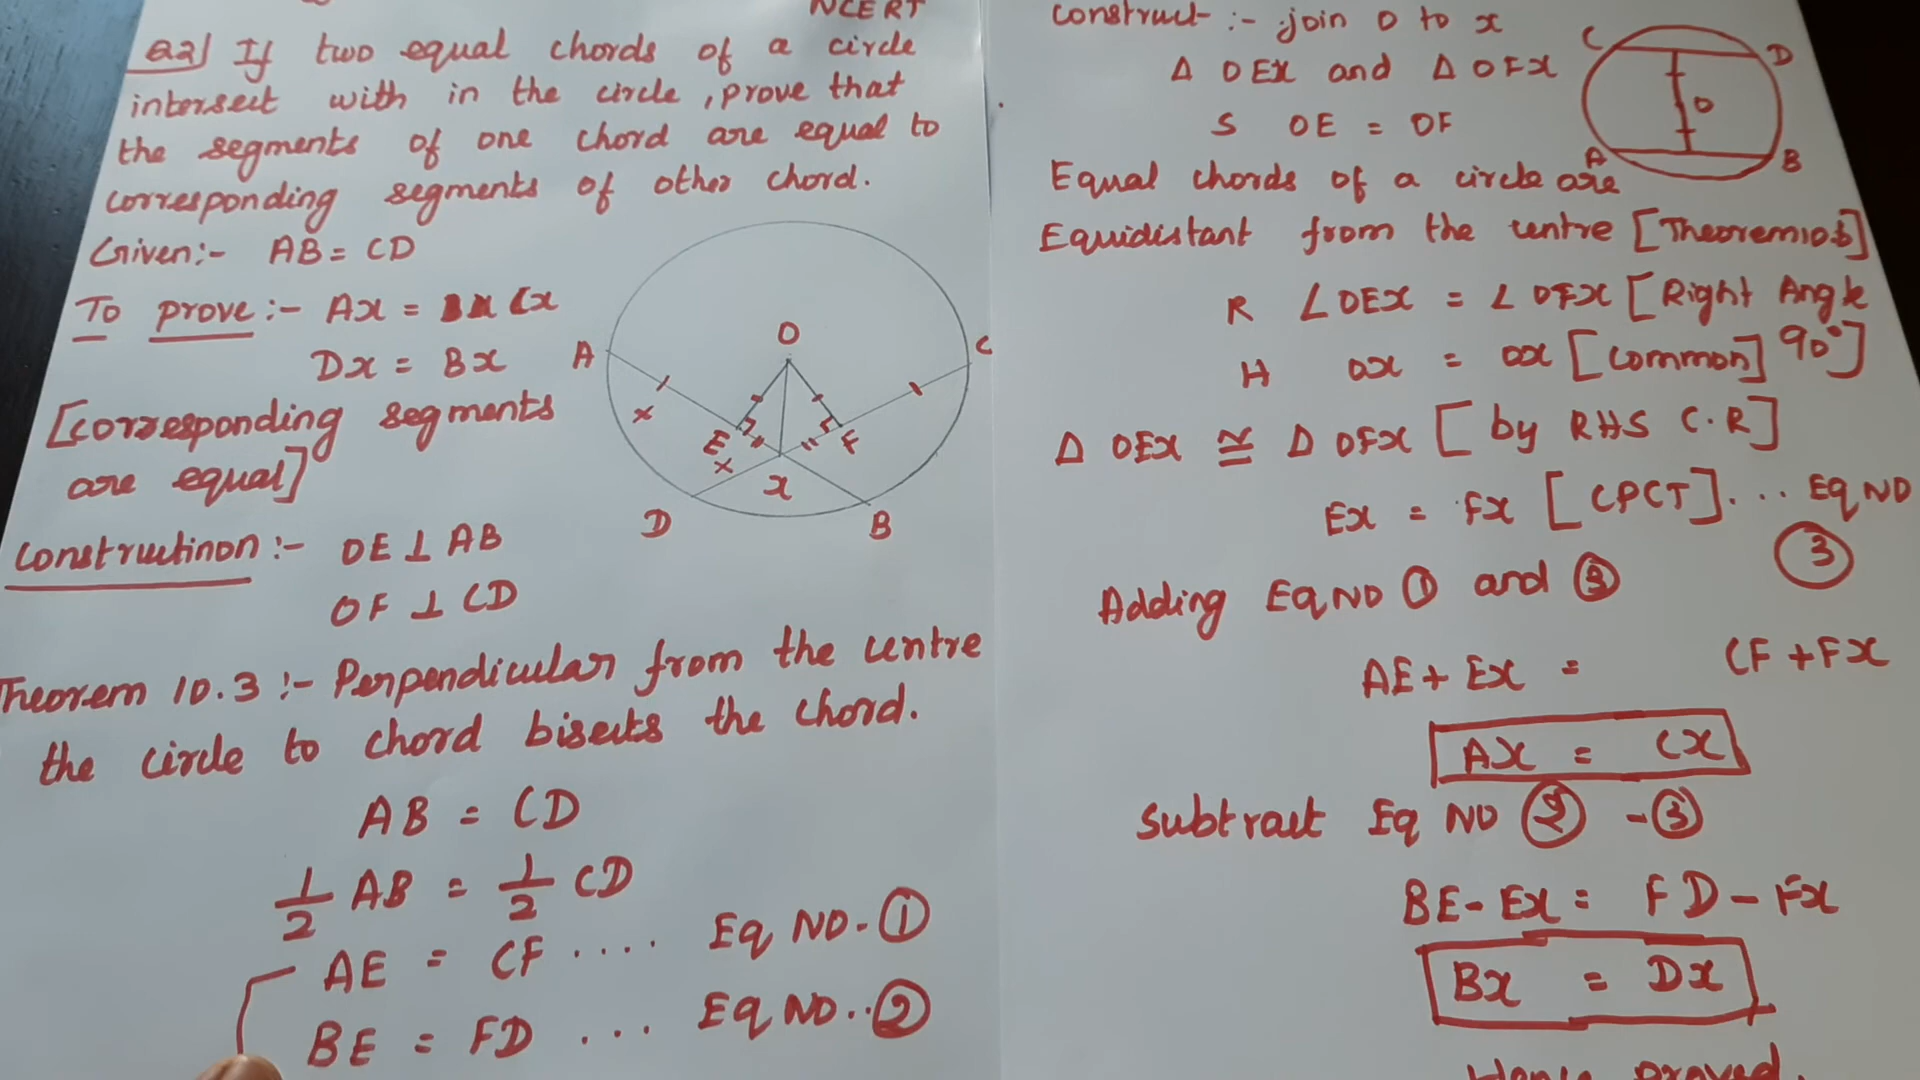 NCERT
Q2) If two equal chords of a circle
intersect with in the circle, prove that
the segments of one chord are equal to
corresponding segments of other chord.
Given:- AB = CD
To prove:- Ax = Cx
Dx = Bx
[corresponding segments
are equal]
Constructinon:- OE ⊥ AB
OF ⊥ CD
Theorem 10.3:- Perpendicular from the centre
the circle to chord bisects the chord.
AB = CD
1/2 AB = 1/2 CD
AE = CF .... Eq NO.①
BE = FD ... Eq NO..②
O
A
C
E
F
x
x
x
D
B
Construct:- join O to x
Δ OEx and Δ OFx
S OE = OF
Equal chords of a circle are
Equidistant from the centre [Theorem 10.6]
R ∠OEx = ∠OFx [Right Angle
90°]
H ox = ox [common]
Δ OEx ≅ Δ OFx [by RHS C.R]
Ex = Fx [CPCT].... Eq NO
③
Adding Eq NO ① and ③
AE + Ex = CF + Fx
Ax = Cx
Subtract Eq NO ② - ③
BE - Ex = FD - Fx
Bx = Dx
Hence proved.
C
D
O
A
B